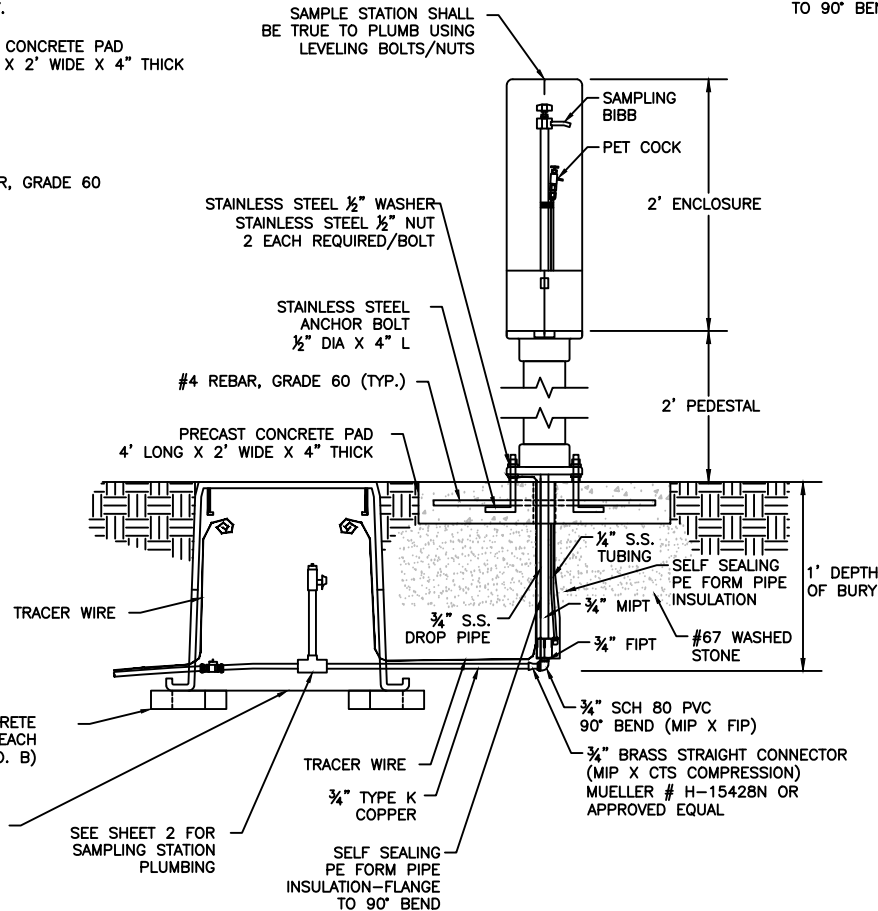 .
TO 90° BEN
SAMPLE STATION SHALL
BE TRUE TO PLUMB USING
LEVELING BOLTS/NUTS
CONCRETE PAD
X 2' WIDE X 4" THICK
SAMPLING
BIBB
PET COCK
R, GRADE 60
STAINLESS STEEL ½" WASHER
STAINLESS STEEL ½" NUT
2 EACH REQUIRED/BOLT
2' ENCLOSURE
STAINLESS STEEL
ANCHOR BOLT
½" DIA X 4" L
#4 REBAR, GRADE 60 (TYP.)
2' PEDESTAL
PRECAST CONCRETE PAD
4' LONG X 2' WIDE X 4" THICK
¼" S.S.
TUBING
SELF SEALING
PE FORM PIPE
INSULATION
1' DEPTH
OF BURY
TRACER WIRE
¾" S.S.
DROP PIPE
¾" MIPT
¾" FIPT
#67 WASHED
STONE
¾" SCH 80 PVC
90° BEND (MIP X FIP)
RETE
EACH
O. B)
TRACER WIRE
¾" BRASS STRAIGHT CONNECTOR
(MIP X CTS COMPRESSION)
MUELLER # H-15428N OR
APPROVED EQUAL
¾" TYPE K
COPPER
SEE SHEET 2 FOR
SAMPLING STATION
PLUMBING
SELF SEALING
PE FORM PIPE
INSULATION-FLANGE
TO 90° BEND